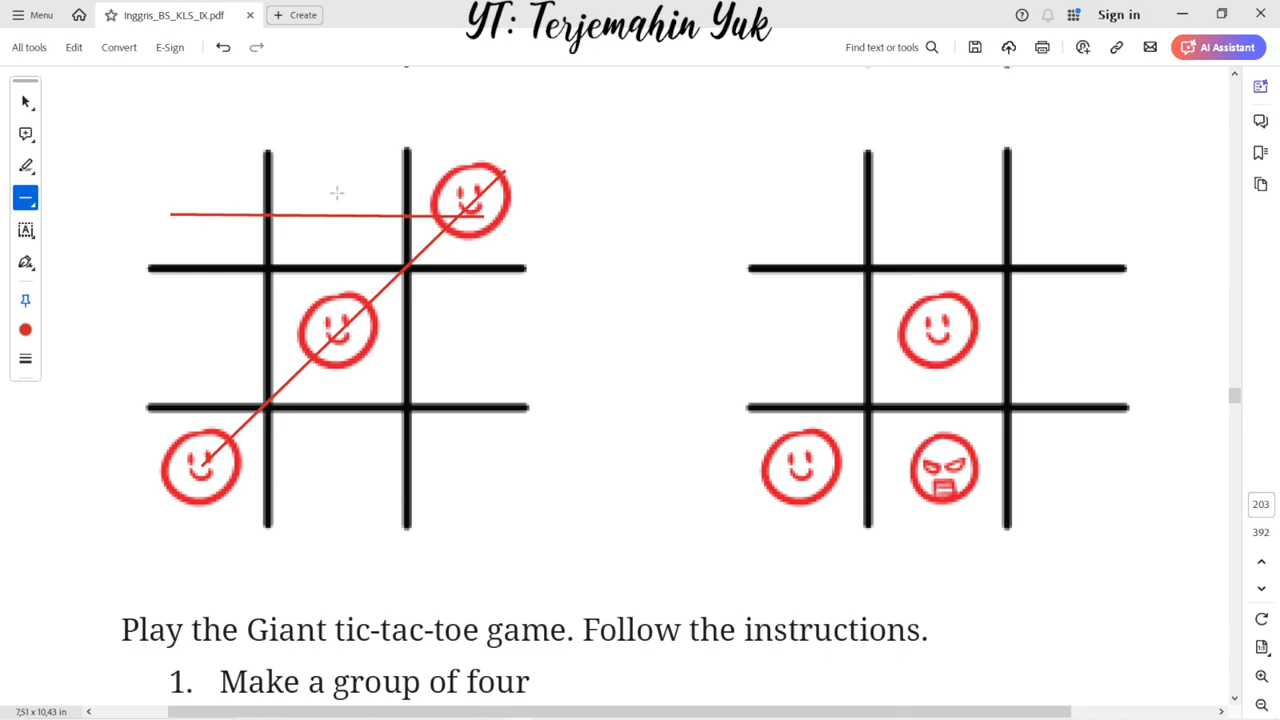 YT: Terjemahin Yuk
Menu
Inggris_BS_KLS_IX.pdf
Create
Sign in
All tools
Edit
Convert
E-Sign
Find text or tools
AI Assistant
203
392
Play the Giant tic-tac-toe game. Follow the instructions.
1. Make a group of four
7,51 x 10,43 in